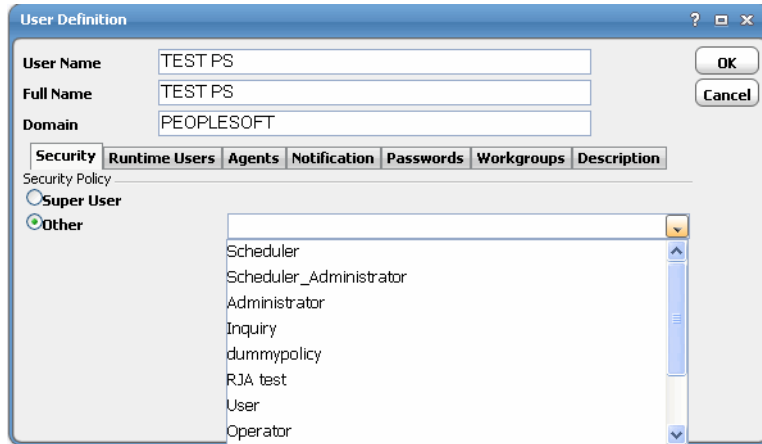 User Definition ?
User Name TEST PS OK
Full Name TEST PS Cancel
Domain PEOPLESOFT
Security Runtime Users Agents Notification Passwords Workgroups Description
Security Policy
Super User
Other
Scheduler
Scheduler_Administrator
Administrator
Inquiry
dummypolicy
RJA test
User
Operator